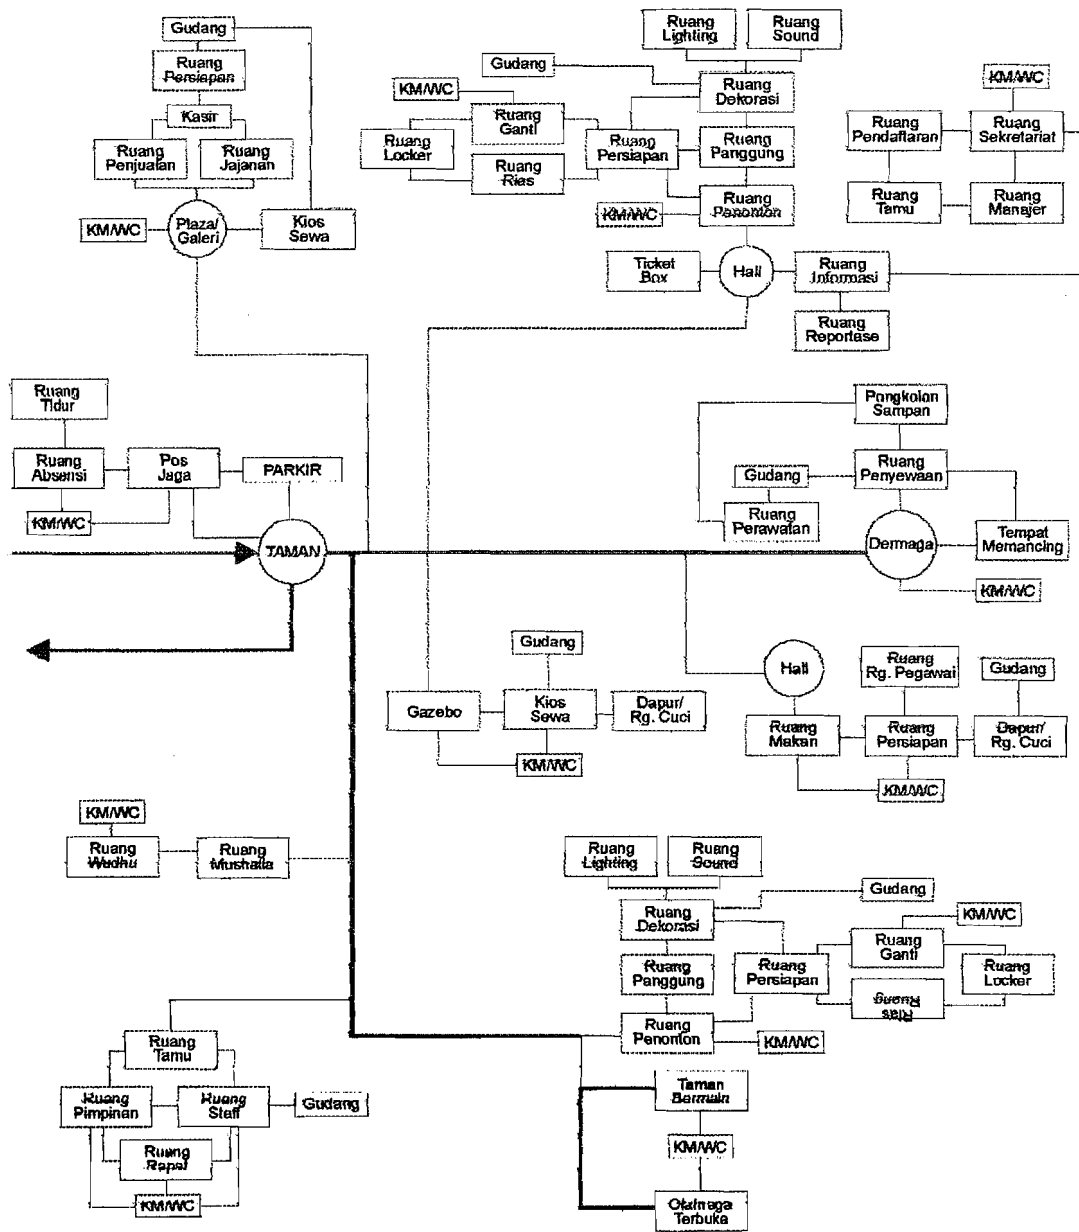 Gudang
Ruang
Persiapan
Kasir
Ruang
Penjualan
Ruang
Jajanan
KM/WC
Plaza/
Galeri
Kios
Sewa
Ruang
Lighting
Ruang
Sound
Gudang
KM/WC
Ruang
Dekorasi
Ruang
Ganti
Ruang
Locker
Ruang
Persiapan
Ruang
Panggung
Ruang
Rias
KM/WC
Ruang
Penonton
Ticket
Box
Hall
Ruang
Informasi
Ruang
Reportase
KM/WC
Ruang
Pendaftaran
Ruang
Sekretariat
Ruang
Tamu
Ruang
Manajer
Ruang
Tidur
Ruang
Absensi
Pos
Jaga
PARKIR
KM/WC
TAMAN
Pongkolon
Sampan
Gudang
Ruang
Penyewaan
Ruang
Perawatan
Dermaga
Tempat
Memancing
KM/WC
Gudang
Gazebo
Kios
Sewa
Dapur/
Rg. Cuci
KM/WC
Hall
Ruang
Rg. Pegawai
Gudang
Ruang
Makan
Ruang
Persiapan
Dapur/
Rg. Cuci
KM/WC
KM/WC
Ruang
Wudhu
Ruang
Mushalla
Ruang
Lighting
Ruang
Sound
Gudang
Ruang
Dekorasi
KM/WC
Ruang
Ganti
Ruang
Panggung
Ruang
Persiapan
Ruang
Locker
Ruang
Rias
Ruang
Penonton
KM/WC
Ruang
Tamu
Ruang
Pimpinan
Ruang
Staff
Gudang
Ruang
Rapat
KM/WC
Taman
Bermain
KM/WC
Olahraga
Terbuka